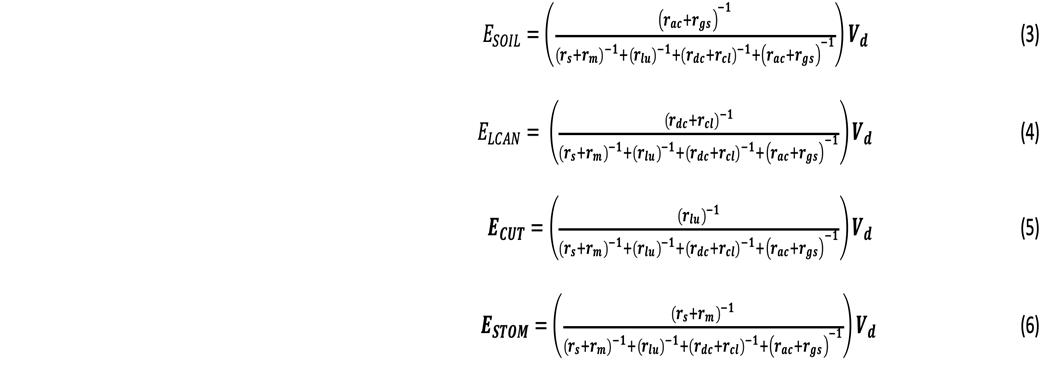 E_SOIL = ( (r_ac+r_gs)^-1 / (r_s+r_m)^-1+(r_lu)^-1+(r_dc+r_cl)^-1+(r_ac+r_gs)^-1 ) V_d (3)
E_LCAN = ( (r_dc+r_cl)^-1 / (r_s+r_m)^-1+(r_lu)^-1+(r_dc+r_cl)^-1+(r_ac+r_gs)^-1 ) V_d (4)
E_CUT = ( (r_lu)^-1 / (r_s+r_m)^-1+(r_lu)^-1+(r_dc+r_cl)^-1+(r_ac+r_gs)^-1 ) V_d (5)
E_STOM = ( (r_s+r_m)^-1 / (r_s+r_m)^-1+(r_lu)^-1+(r_dc+r_cl)^-1+(r_ac+r_gs)^-1 ) V_d (6)